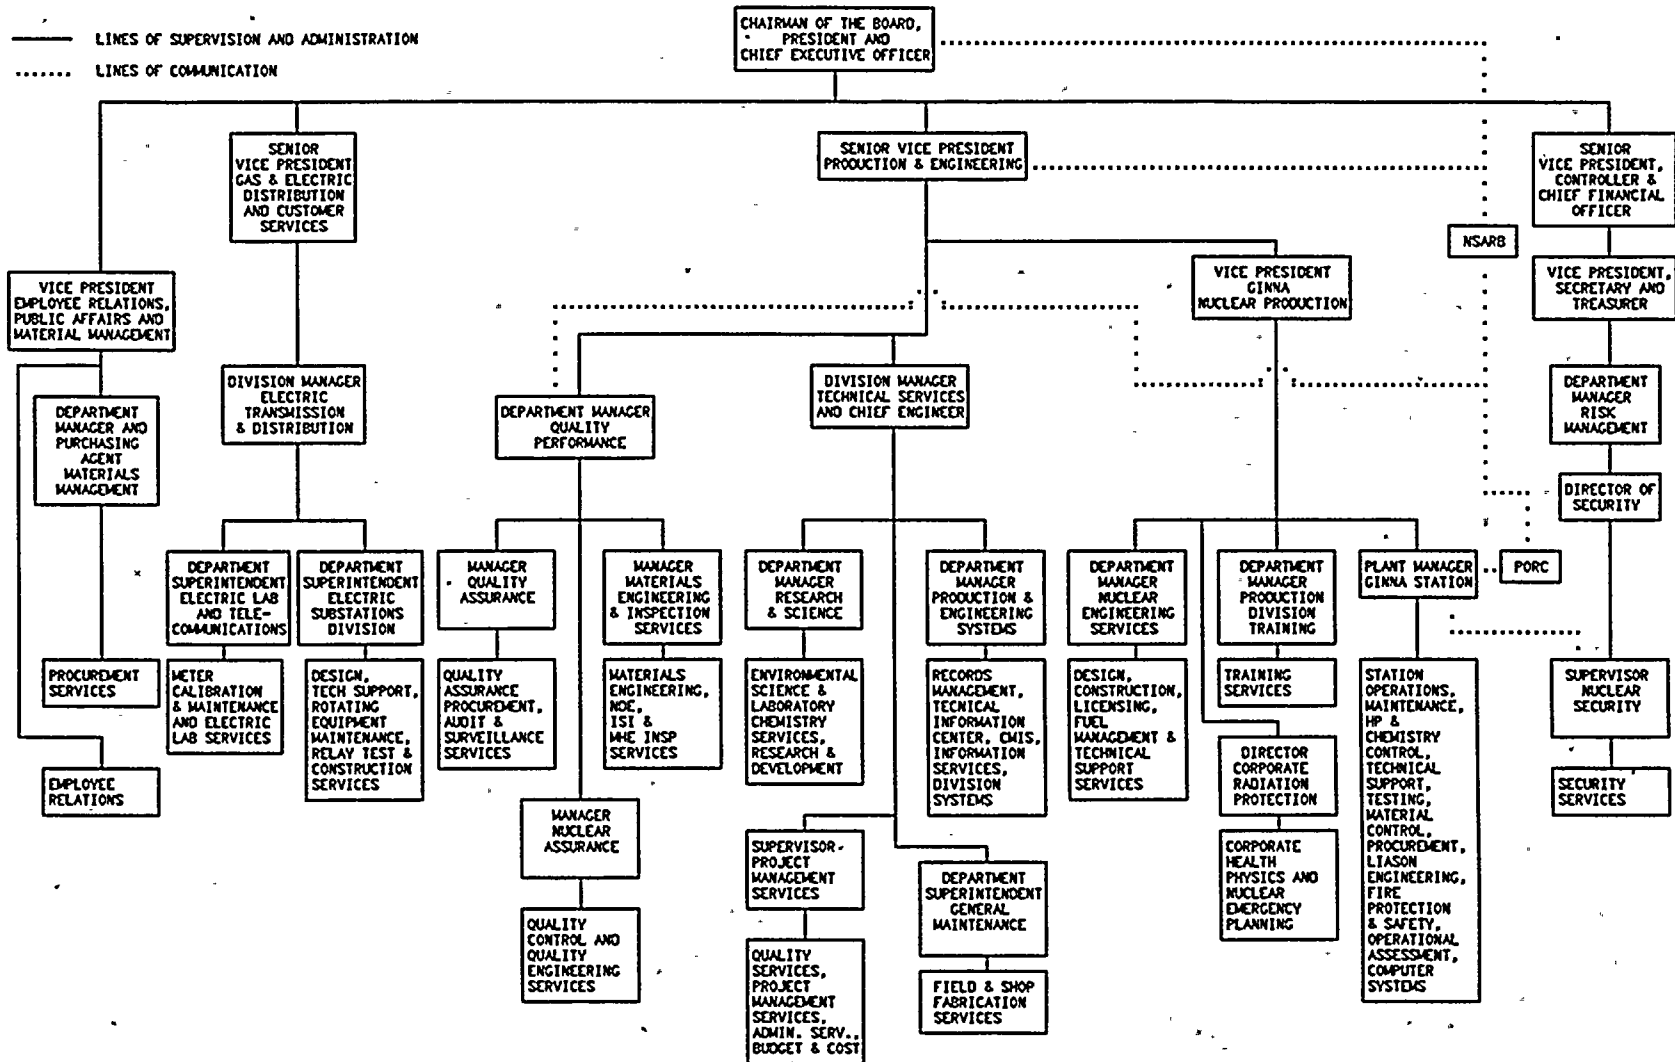 LINES OF SUPERVISION AND ADMINISTRATION
LINES OF COMMUNICATION
CHAIRMAN OF THE BOARD,
PRESIDENT AND
CHIEF EXECUTIVE OFFICER
SENIOR
VICE PRESIDENT
GAS & ELECTRIC
DISTRIBUTION
AND CUSTOMER
SERVICES
SENIOR VICE PRESIDENT
PRODUCTION & ENGINEERING
SENIOR
VICE PRESIDENT,
CONTROLLER &
CHIEF FINANCIAL
OFFICER
NSARB
VICE PRESIDENT
EMPLOYEE RELATIONS,
PUBLIC AFFAIRS AND
MATERIAL MANAGEMENT
VICE PRESIDENT
GINNA
NUCLEAR PRODUCTION
VICE PRESIDENT,
SECRETARY AND
TREASURER
DIVISION MANAGER
ELECTRIC
TRANSMISSION
& DISTRIBUTION
DIVISION MANAGER
TECHNICAL SERVICES
AND CHIEF ENGINEER
DEPARTMENT
MANAGER
RISK
MANAGEMENT
DEPARTMENT
MANAGER AND
PURCHASING
AGENT
MATERIALS
MANAGEMENT
DEPARTMENT MANAGER
QUALITY
PERFORMANCE
DIRECTOR OF
SECURITY
DEPARTMENT
SUPERINTENDENT
ELECTRIC LAB
AND TELE-
COMMUNICATIONS
DEPARTMENT
SUPERINTENDENT
ELECTRIC
SUBSTATIONS
DIVISION
MANAGER
QUALITY
ASSURANCE
MANAGER
MATERIALS
ENGINEERING
& INSPECTION
SERVICES
DEPARTMENT
MANAGER
RESEARCH
& SCIENCE
DEPARTMENT
MANAGER
PRODUCTION &
ENGINEERING
SYSTEMS
DEPARTMENT
MANAGER
NUCLEAR
ENGINEERING
SERVICES
DEPARTMENT
MANAGER
PRODUCTION
DIVISION
TRAINING
PLANT MANAGER
GINNA STATION
PORC
PROCUREMENT
SERVICES
METER
CALIBRATION
& MAINTENANCE
AND ELECTRIC
LAB SERVICES
DESIGN,
TECH SUPPORT,
ROTATING
EQUIPMENT
MAINTENANCE,
RELAY TEST &
CONSTRUCTION
SERVICES
QUALITY
ASSURANCE
PROCUREMENT,
AUDIT &
SURVEILLANCE
SERVICES
MATERIALS
ENGINEERING,
NDE,
ISI &
MHE INSP
SERVICES
ENVIRONMENTAL
SCIENCE &
LABORATORY
CHEMISTRY
SERVICES,
RESEARCH &
DEVELOPMENT
RECORDS
MANAGEMENT,
TECNICAL
INFORMATION
CENTER, CMIS,
INFORMATION
SERVICES,
DIVISION
SYSTEMS
DESIGN,
CONSTRUCTION,
LICENSING,
FUEL
MANAGEMENT &
TECHNICAL
SUPPORT
SERVICES
TRAINING
SERVICES
STATION
OPERATIONS,
MAINTENANCE,
HP &
CHEMISTRY
CONTROL,
TECHNICAL
SUPPORT,
TESTING,
MATERIAL
CONTROL,
PROCUREMENT,
LIASON
ENGINEERING,
FIRE
PROTECTION
& SAFETY,
OPERATIONAL
ASSESSMENT,
COMPUTER
SYSTEMS
SUPERVISOR
NUCLEAR
SECURITY
EMPLOYEE
RELATIONS
DIRECTOR
CORPORATE
RADIATION
PROTECTION
SECURITY
SERVICES
MANAGER
NUCLEAR
ASSURANCE
SUPERVISOR-
PROJECT
MANAGEMENT
SERVICES
DEPARTMENT
SUPERINTENDENT
GENERAL
MAINTENANCE
CORPORATE
HEALTH
PHYSICS AND
NUCLEAR
EMERGENCY
PLANNING
QUALITY
CONTROL AND
QUALITY
ENGINEERING
SERVICES
QUALITY
SERVICES,
PROJECT
MANAGEMENT
SERVICES,
ADMIN. SERV.,
BUDGET & COST
FIELD & SHOP
FABRICATION
SERVICES